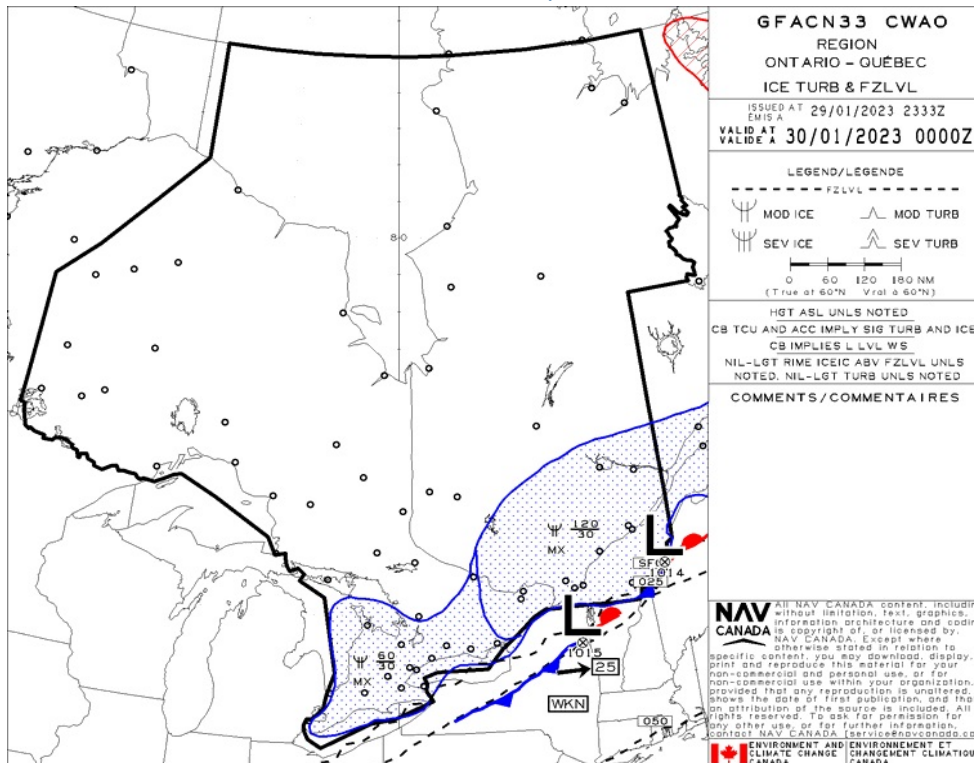 GFACN33 CWAO
REGION
ONTARIO - QUÉBEC
ICE TURB & FZLVL
ISSUED AT 29/01/2023 2333Z
ÉMIS A
VALID AT 30/01/2023 0000Z
VALIDE A
LEGEND/LÉGENDE
FZLVL
MOD ICE MOD TURB
SEV ICE SEV TURB
0 60 120 180 NM
(True at 60°N Vrai à 60°N)
HGT ASL UNLS NOTED
CB TCU AND ACC IMPLY SIG TURB AND ICE
CB IMPLIES L LVL WS
NIL-LGT RIME ICEIC ABV FZLVL UNLS
NOTED. NIL-LGT TURB UNLS NOTED
COMMENTS/COMMENTAIRES
80
120
30
MX
L
SFC
1014
025
L
1015
60
30
MX
25
WKN
050
NAV
CANADA
All NAV CANADA content, includin
without limitation, text, graphics,
information architecture and codin
is copyright of, or licensed by,
NAV CANADA. Except where
otherwise stated in relation to
specific content, you may download, display,
print and reproduce this material for your
non-commercial and personal use, or for
non-commercial use within your organization,
provided that any reproduction is unaltered,
shows the date of first publication, and tha
an attribution of the source is included. All
rights reserved. To ask for permission for
any other use, or for further information,
contact NAV CANADA [service@navcanada.ca
ENVIRONMENT AND
CLIMATE CHANGE
CANADA
ENVIRONNEMENT ET
CHANGEMENT CLIMATIQU
CANADA